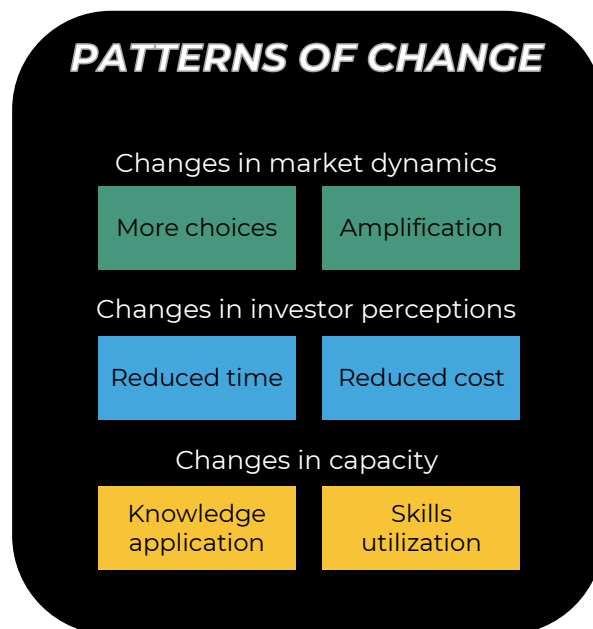 PATTERNS OF CHANGE
Changes in market dynamics
More choices
Amplification
Changes in investor perceptions
Reduced time
Reduced cost
Changes in capacity
Knowledge
application
Skills
utilization